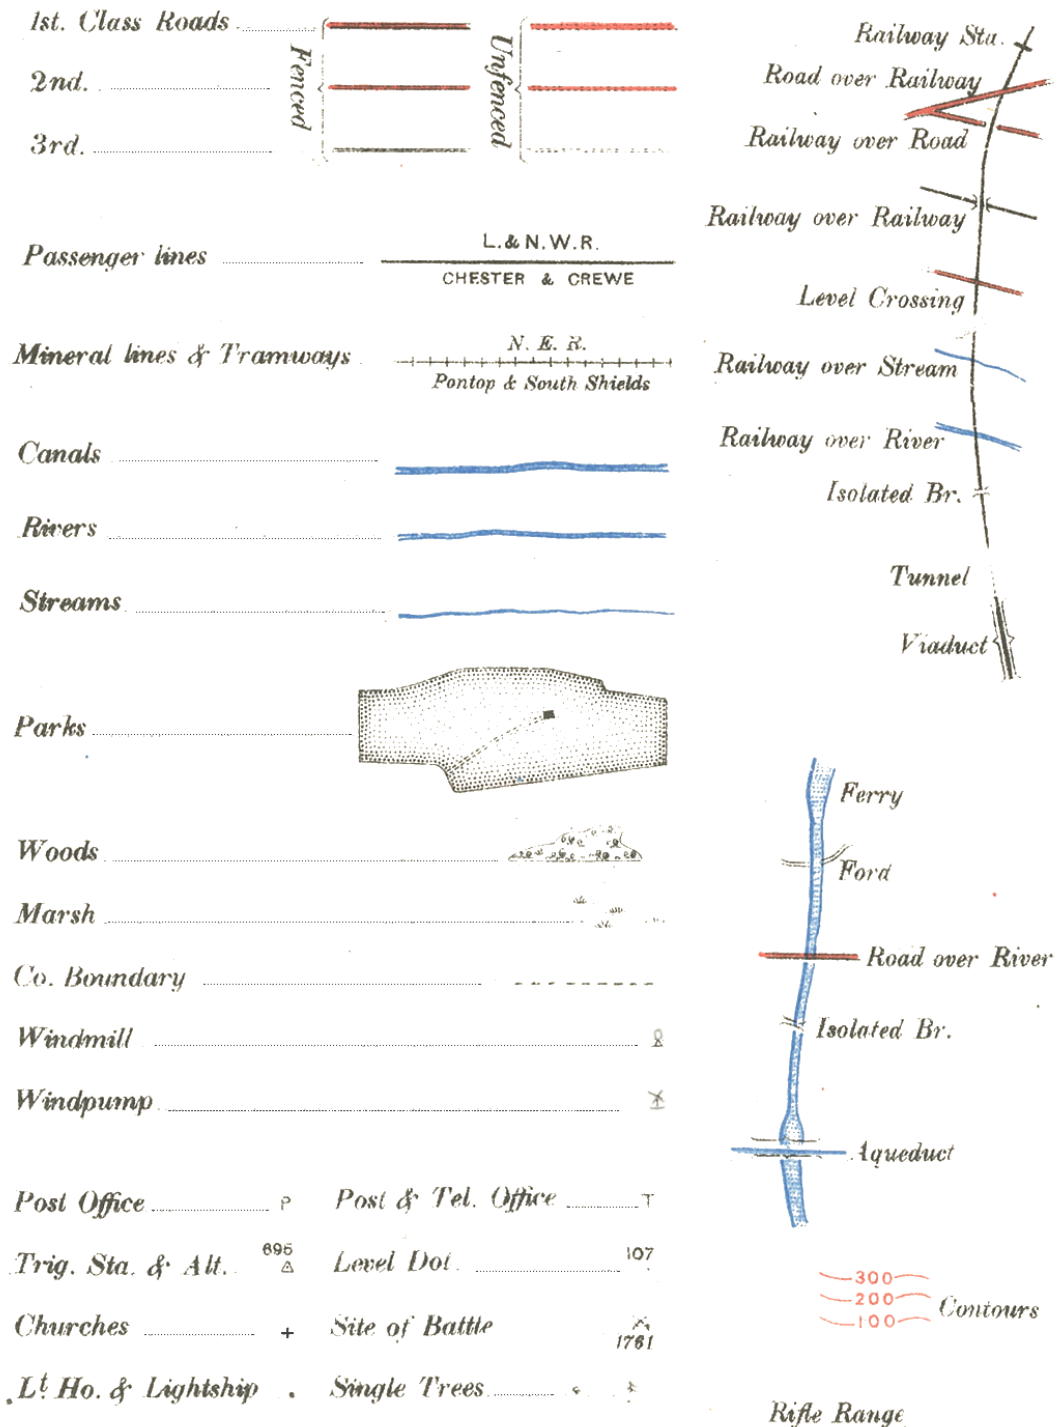 1st. Class Roads
Fenced
Unfenced
2nd.
3rd.
Passenger lines
L. & N. W. R.
CHESTER & CREWE
Mineral lines & Tramways
N. E. R.
Pontop & South Shields
Canals
Rivers
Streams
Parks
Woods
Marsh
Co. Boundary
Windmill
Windpump
Post Office P
Post & Tel. Office T
Trig. Sta. & Alt. 695
Level Dot. 107
Churches +
Site of Battle
1761
Lt. Ho. & Lightship
Single Trees
Railway Sta.
Road over Railway
Railway over Road
Railway over Railway
Level Crossing
Railway over Stream
Railway over River
Isolated Br.
Tunnel
Viaduct
Ferry
Ford
Road over River
Isolated Br.
Aqueduct
300
200
100
Contours
Rifle Range